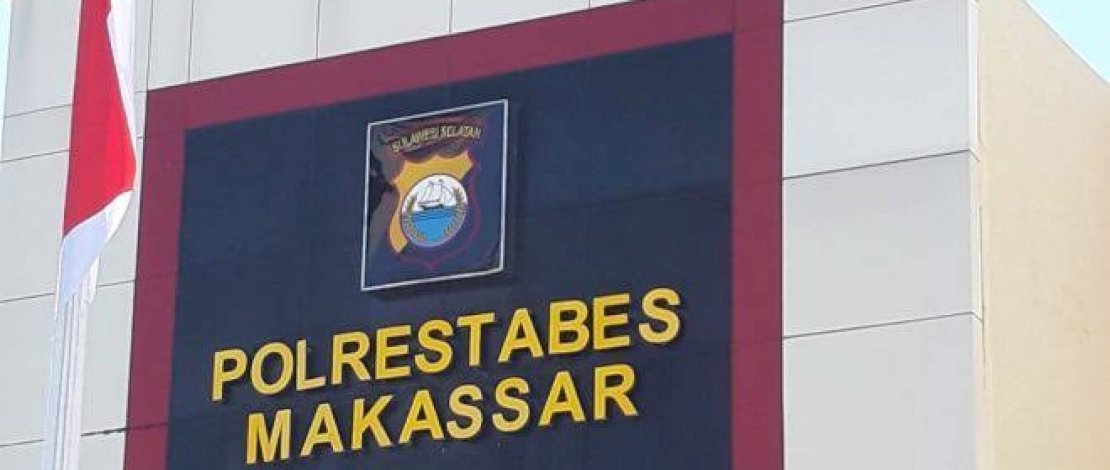 SULAWESI SELATAN
POLRESTABES
MAKASSAR